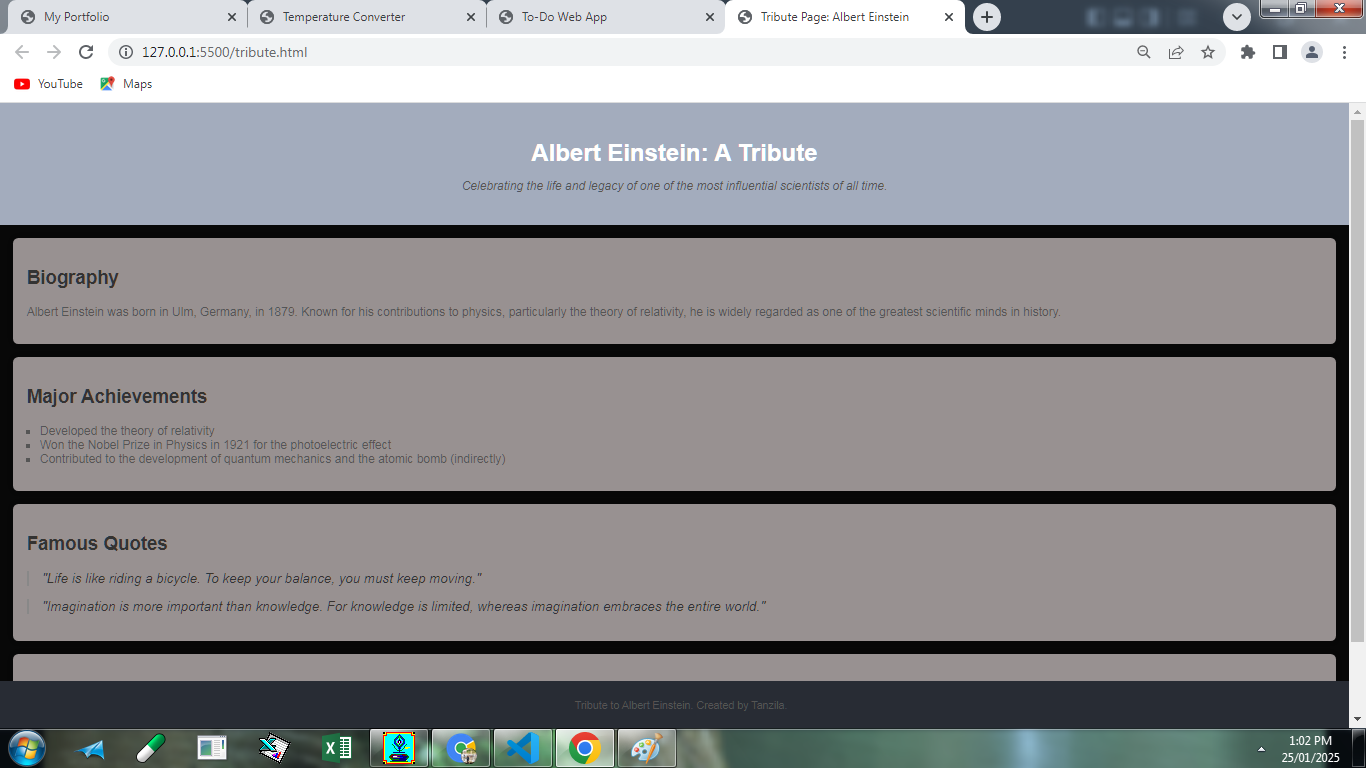 My Portfolio
Temperature Converter
To-Do Web App
Tribute Page: Albert Einstein
127.0.0.1:5500/tribute.html
YouTube
Maps
Albert Einstein: A Tribute
Celebrating the life and legacy of one of the most influential scientists of all time.
Biography
Albert Einstein was born in Ulm, Germany, in 1879. Known for his contributions to physics, particularly the theory of relativity, he is widely regarded as one of the greatest scientific minds in history.
Major Achievements
Developed the theory of relativity
Won the Nobel Prize in Physics in 1921 for the photoelectric effect
Contributed to the development of quantum mechanics and the atomic bomb (indirectly)
Famous Quotes
"Life is like riding a bicycle. To keep your balance, you must keep moving."
"Imagination is more important than knowledge. For knowledge is limited, whereas imagination embraces the entire world."
Tribute to Albert Einstein. Created by Tanzila.
1:02 PM
25/01/2025